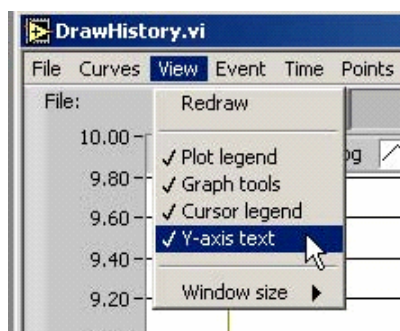 DrawHistory.vi
File Curves View Event Time Points
File:
Redraw
Plot legend
Graph tools
Cursor legend
Y-axis text
Window size
10.00
9.80
9.60
9.40
9.20